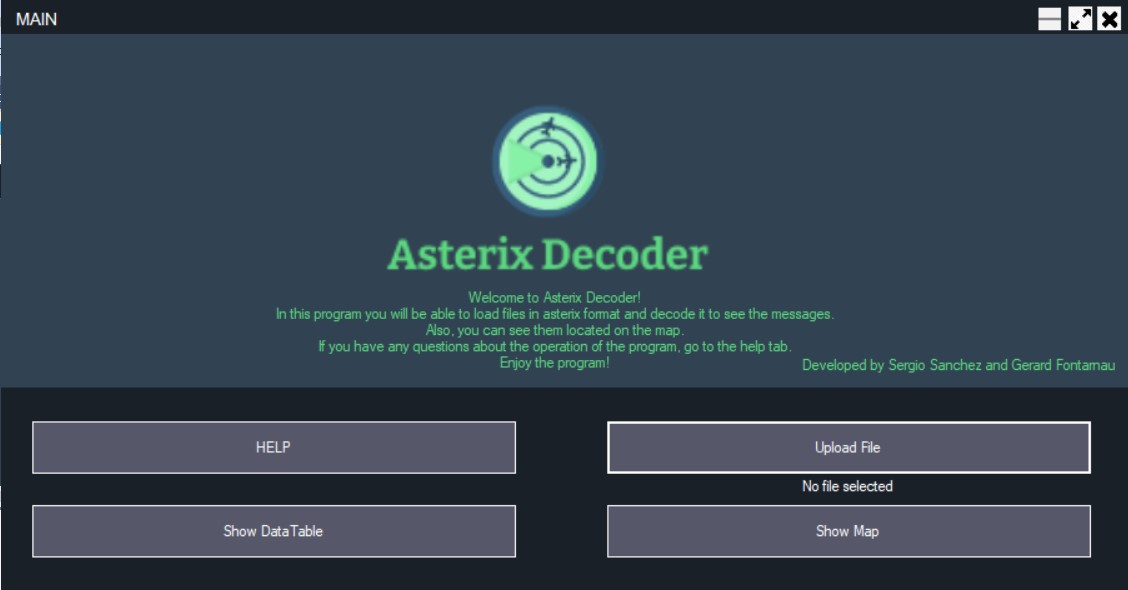 MAIN
Asterix Decoder
Welcome to Asterix Decoder!
In this program you will be able to load files in asterix format and decode it to see the messages.
Also, you can see them located on the map.
If you have any questions about the operation of the program, go to the help tab.
Enjoy the program!
Developed by Sergio Sanchez and Gerard Fontarnau
HELP
Upload File
No file selected
Show DataTable
Show Map